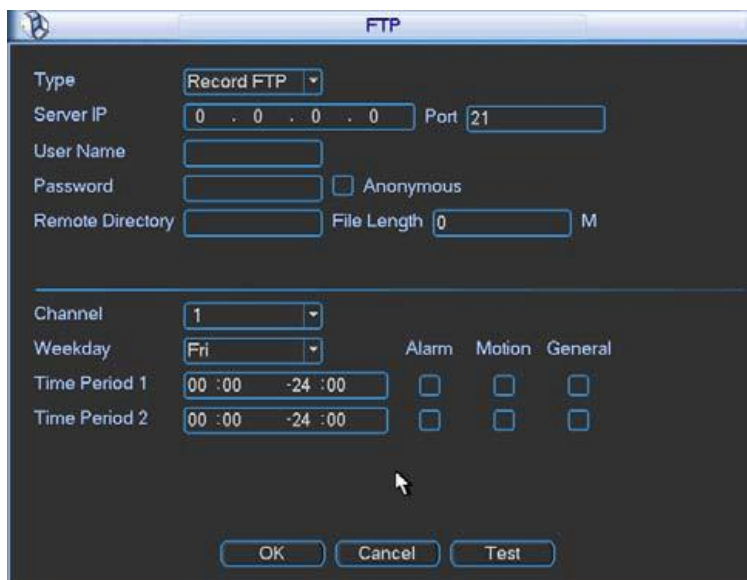 FTP
Type Record FTP
Server IP 0 . 0 . 0 . 0 Port 21
User Name
Password Anonymous
Remote Directory File Length 0 M
Channel 1
Weekday Fri Alarm Motion General
Time Period 1 00 :00 -24 :00
Time Period 2 00 :00 -24 :00
OK Cancel Test